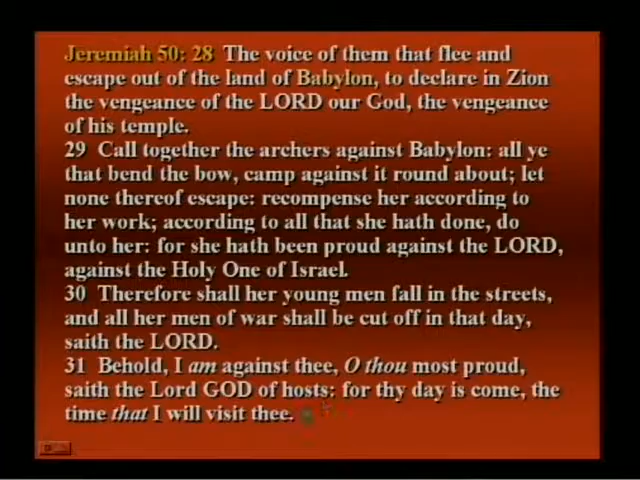 Jeremiah 50: 28 The voice of them that flee and
escape out of the land of Babylon, to declare in Zion
the vengeance of the LORD our God, the vengeance
of his temple.
29 Call together the archers against Babylon: all ye
that bend the bow, camp against it round about; let
none thereof escape: recompense her according to
her work; according to all that she hath done, do
unto her: for she hath been proud against the LORD,
against the Holy One of Israel.
30 Therefore shall her young men fall in the streets,
and all her men of war shall be cut off in that day,
saith the LORD.
31 Behold, I am against thee, O thou most proud,
saith the Lord GOD of hosts: for thy day is come, the
time that I will visit thee.